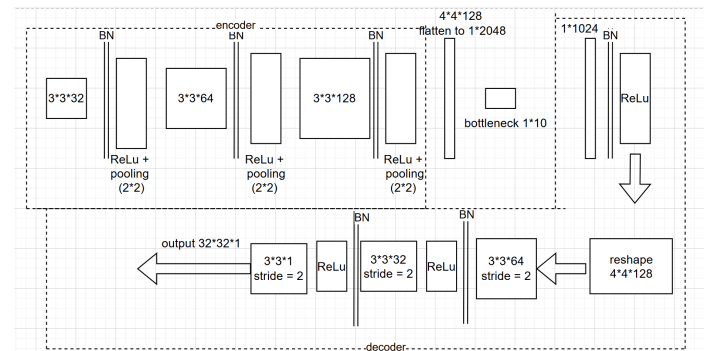 encoder
BN
3*3*32
ReLu +
pooling
(2*2)
BN
3*3*64
ReLu +
pooling
(2*2)
BN
3*3*128
ReLu +
pooling
(2*2)
4*4*128
flatten to 1*2048
bottleneck 1*10
1*1024
BN
ReLu
reshape
4*4*128
3*3*64
stride = 2
BN
ReLu
3*3*32
stride = 2
BN
ReLu
3*3*1
stride = 2
output 32*32*1
decoder